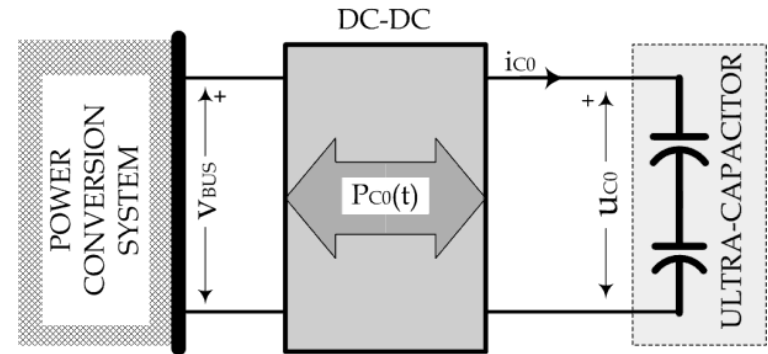 DC-DC
POWER
CONVERSION
SYSTEM
+
vBUS
PC0(t)
iC0
+
uC0
ULTRA-CAPACITOR